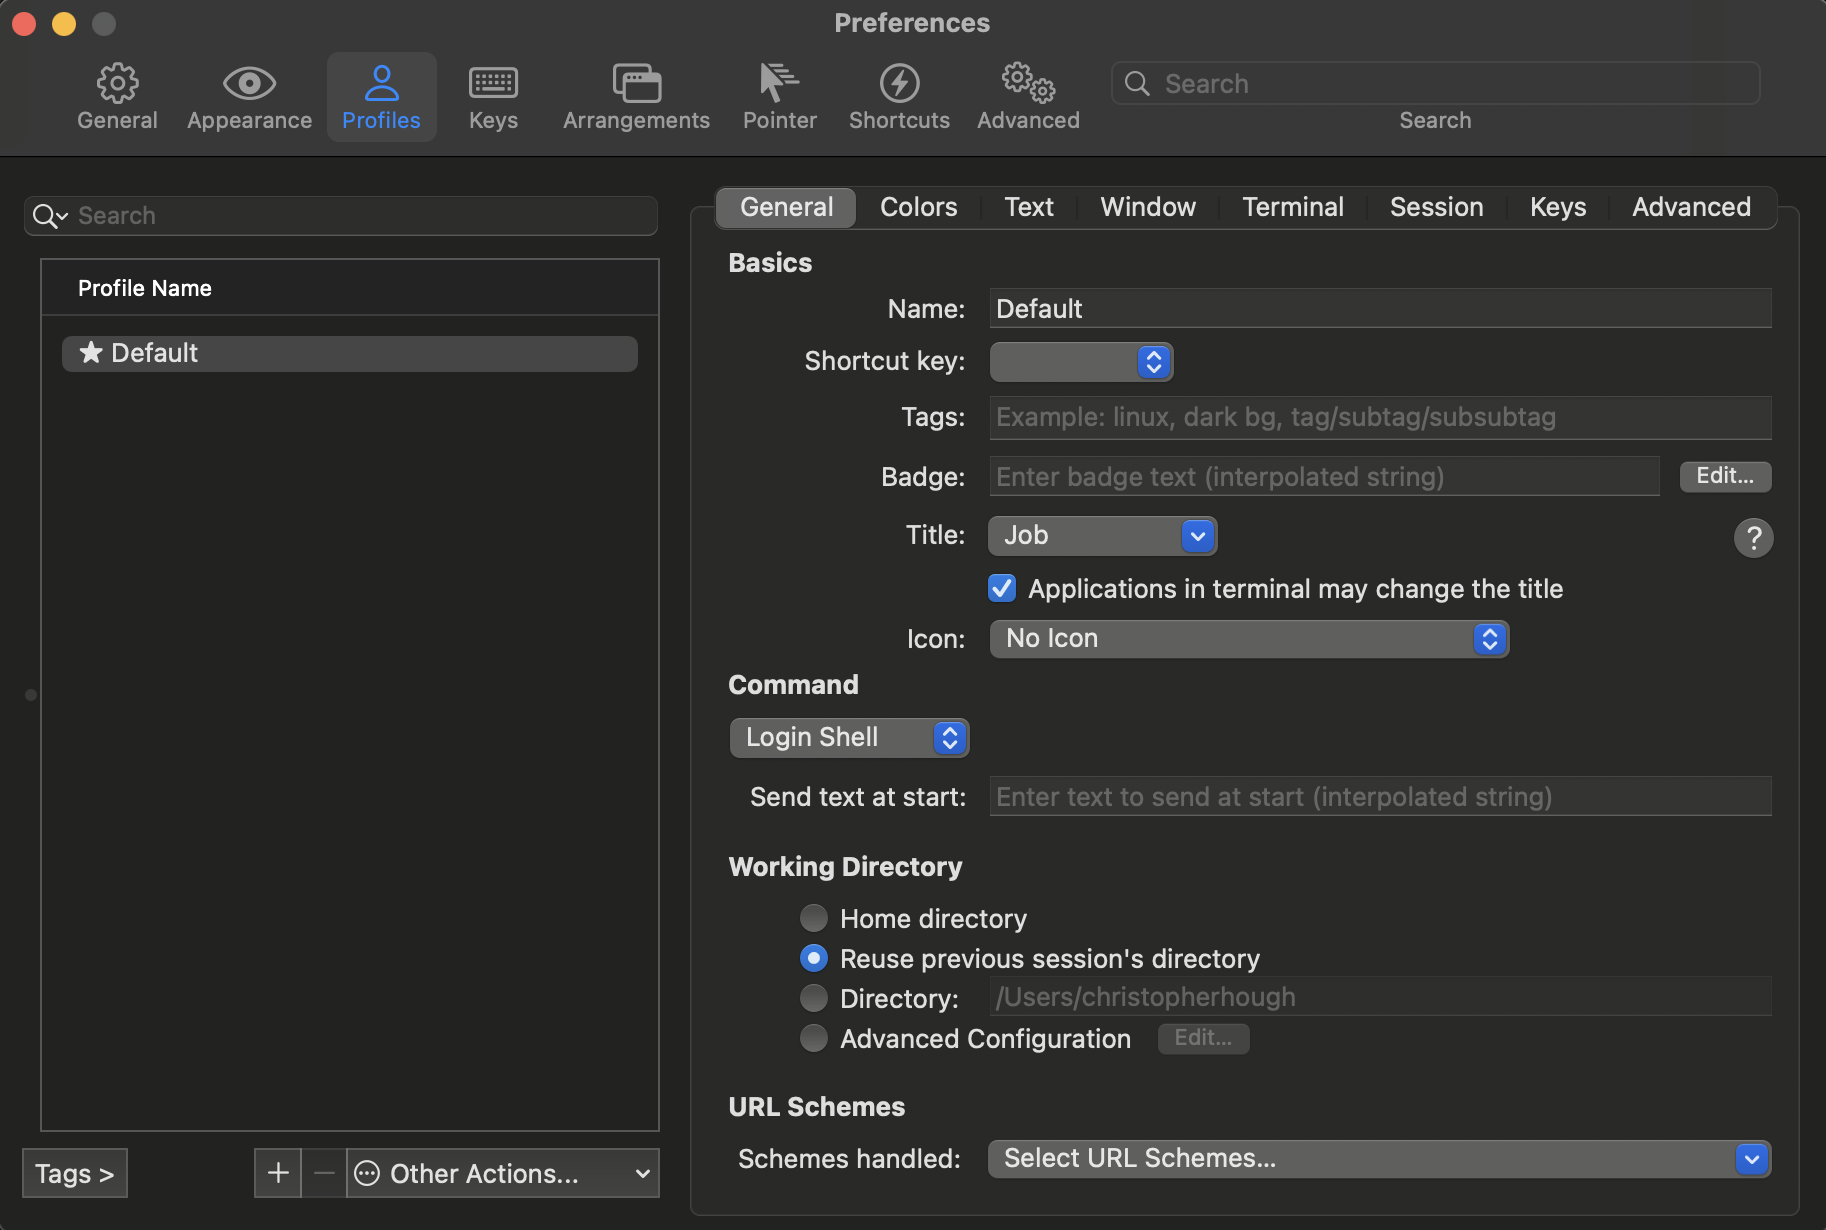 Preferences
General
Appearance
Profiles
Keys
Arrangements
Pointer
Shortcuts
Advanced
Search
Search
Search
Profile Name
★ Default
Tags >
+
−
Other Actions...
General
Colors
Text
Window
Terminal
Session
Keys
Advanced
Basics
Name: Default
Shortcut key:
Tags: Example: linux, dark bg, tag/subtag/subsubtag
Badge: Enter badge text (interpolated string) Edit...
Title: Job ?
Applications in terminal may change the title
Icon: No Icon
Command
Login Shell
Send text at start: Enter text to send at start (interpolated string)
Working Directory
Home directory
Reuse previous session's directory
Directory: /Users/christopherhough
Advanced Configuration Edit...
URL Schemes
Schemes handled: Select URL Schemes...